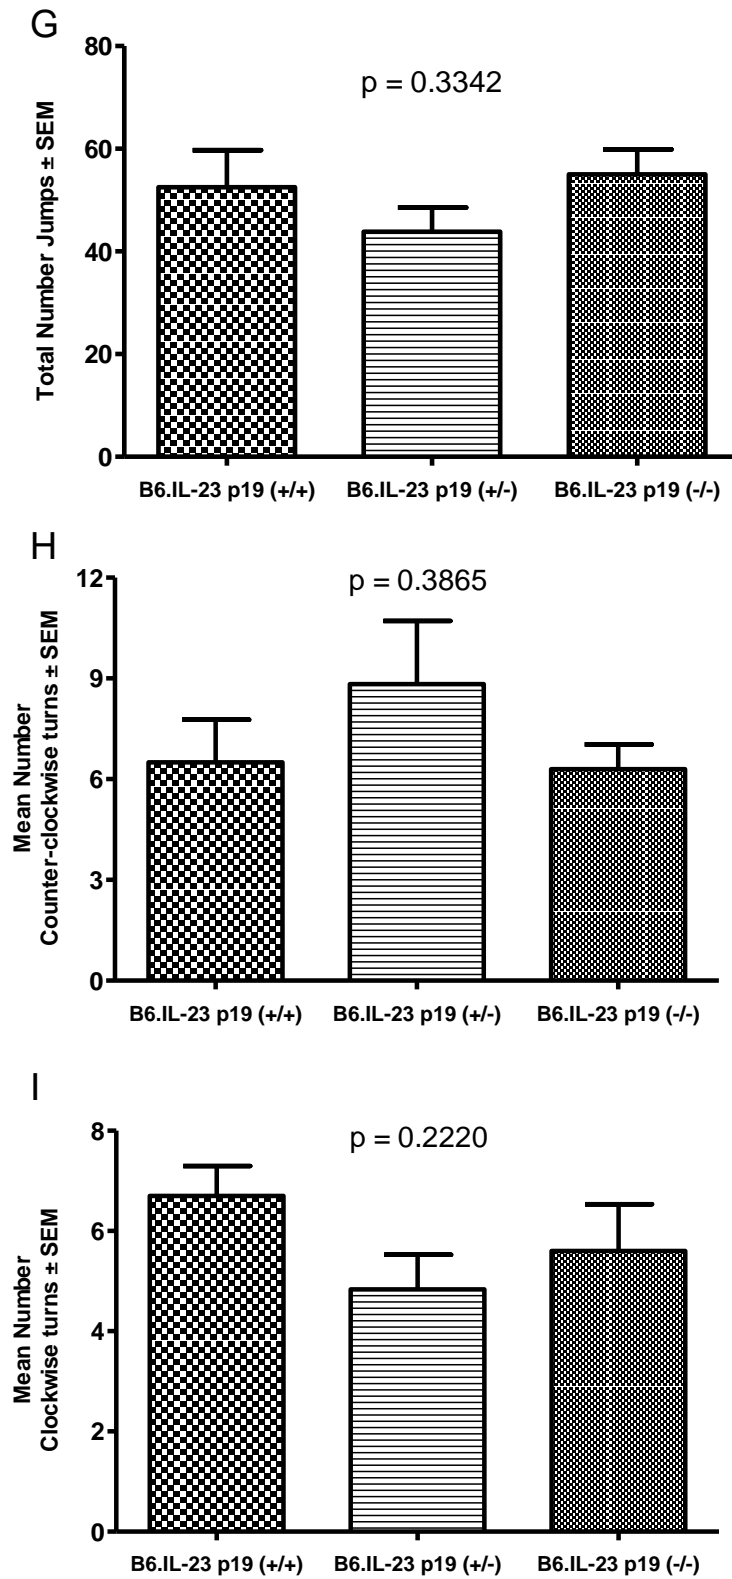 G
80
60
40
20
0
Total Number Jumps ± SEM
p = 0.3342
B6.IL-23 p19 (+/+) B6.IL-23 p19 (+/-) B6.IL-23 p19 (-/-)
H
12
9
6
3
0
Mean Number
Counter-clockwise turns ± SEM
p = 0.3865
B6.IL-23 p19 (+/+) B6.IL-23 p19 (+/-) B6.IL-23 p19 (-/-)
I
8
6
4
2
0
Mean Number
Clockwise turns ± SEM
p = 0.2220
B6.IL-23 p19 (+/+) B6.IL-23 p19 (+/-) B6.IL-23 p19 (-/-)